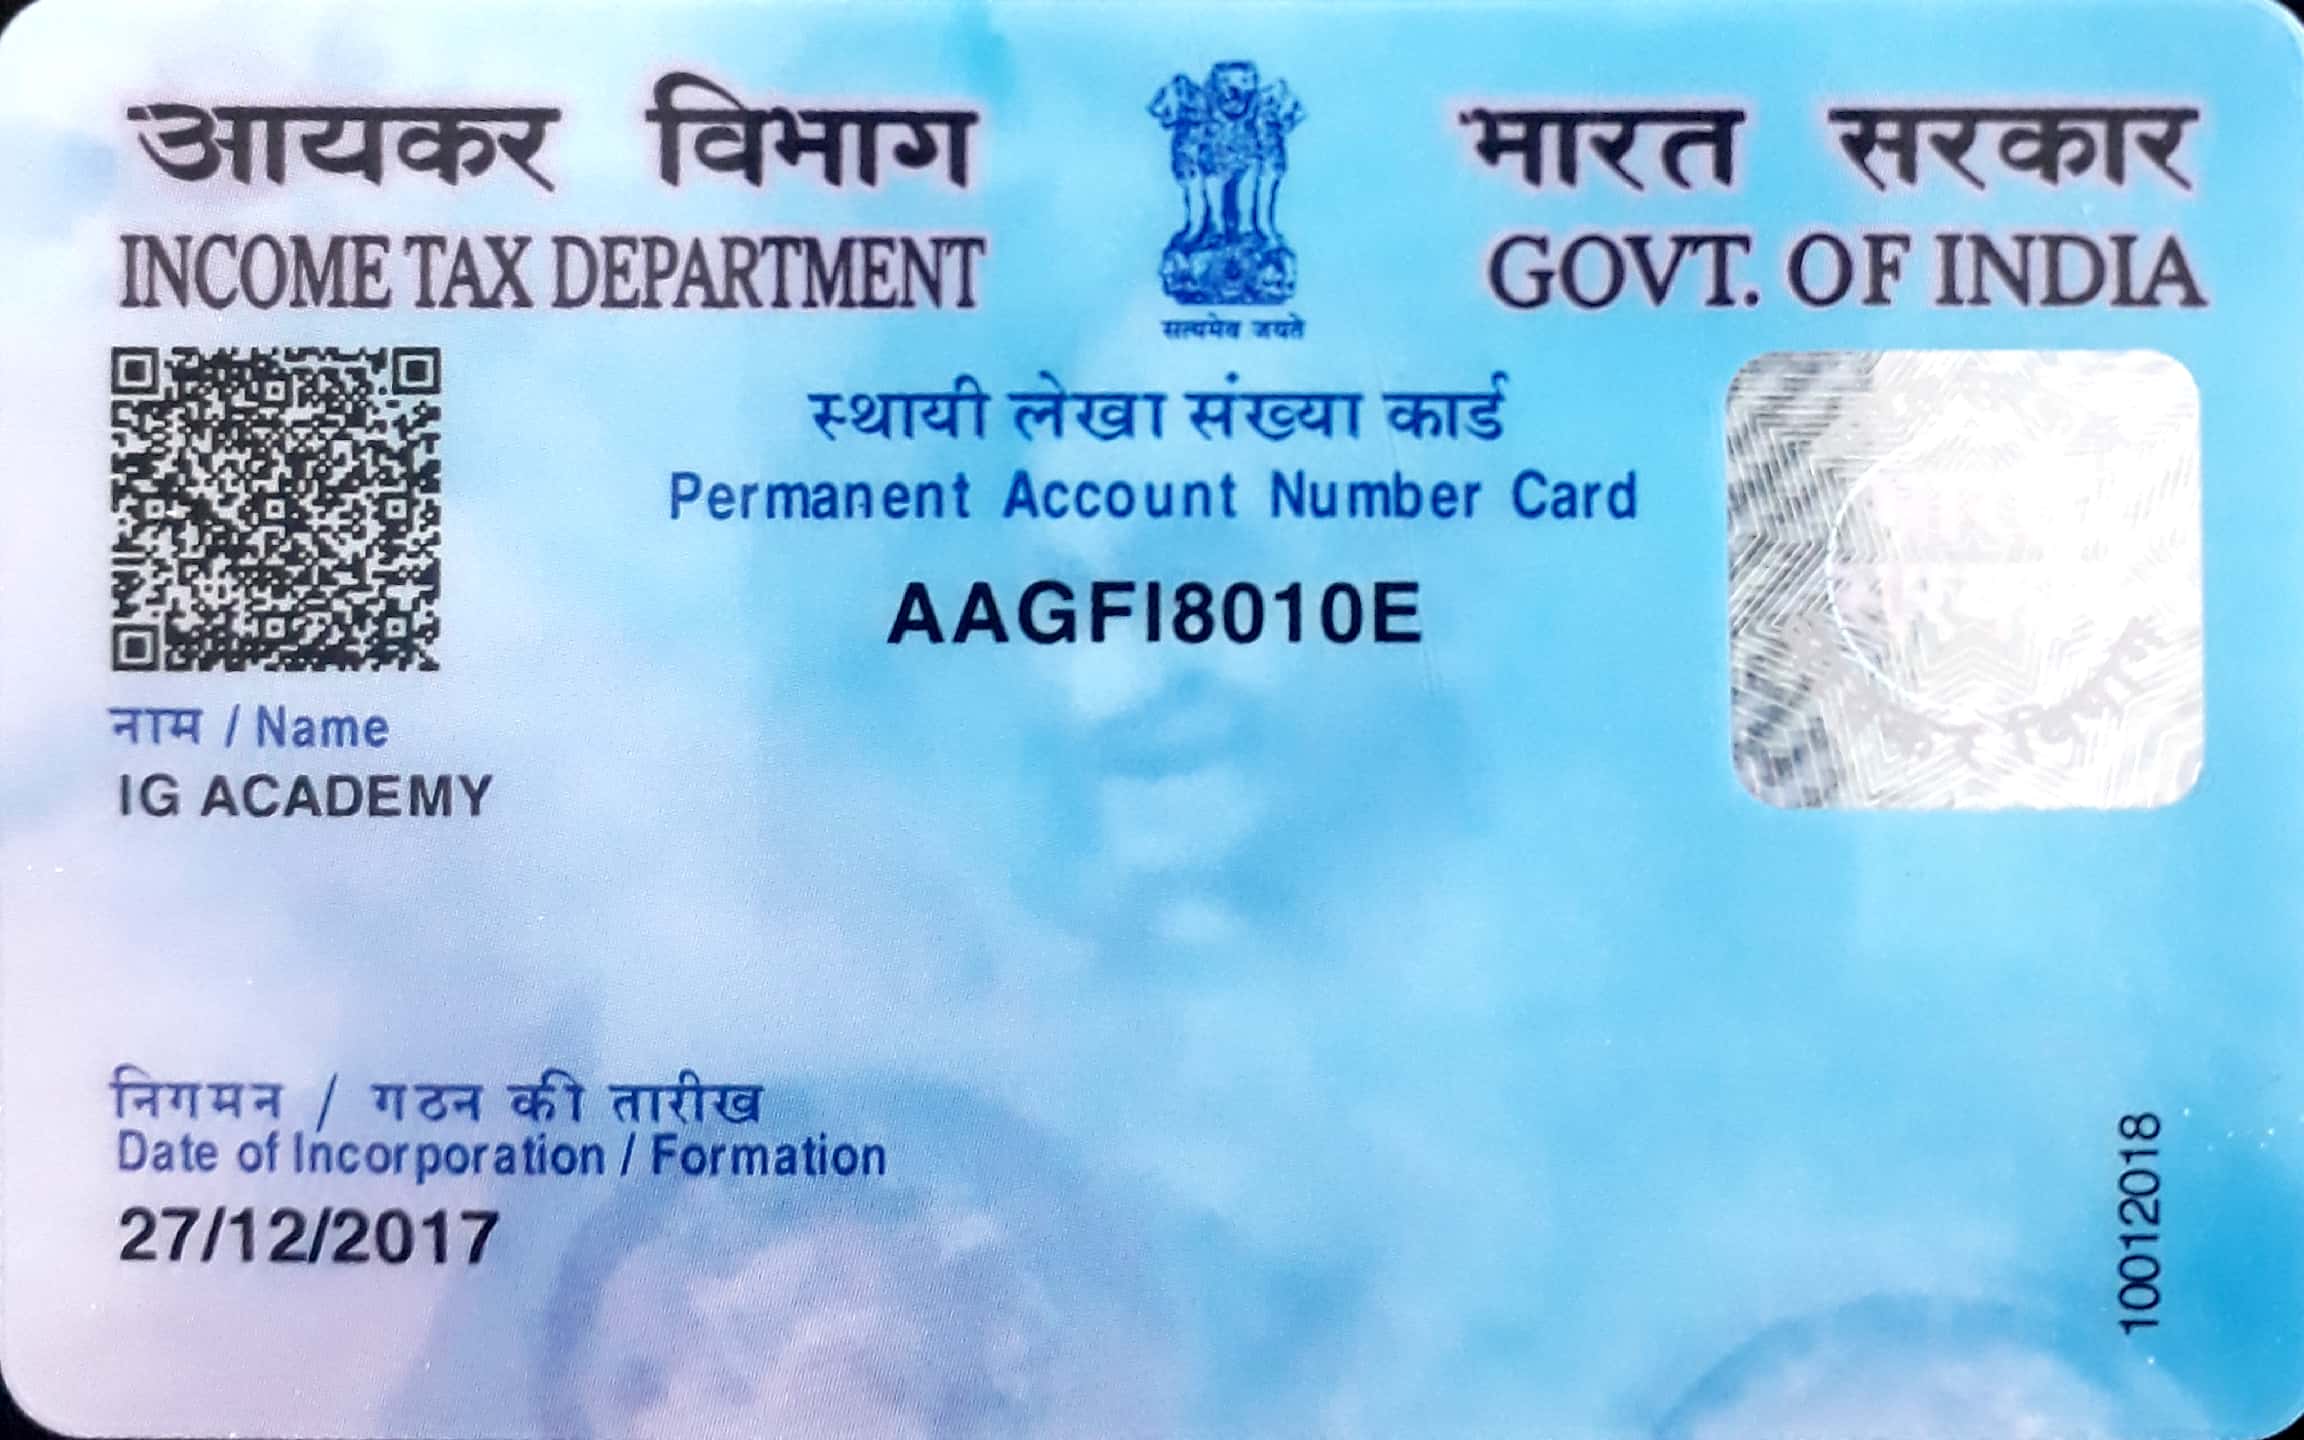 आयकर विभाग
INCOME TAX DEPARTMENT
सत्यमेव जयते
भारत सरकार
GOVT. OF INDIA
स्थायी लेखा संख्या कार्ड
Permanent Account Number Card
AAGFI8010E
नाम / Name
IG ACADEMY
निगमन / गठन की तारीख
Date of Incorporation / Formation
27/12/2017
10012018